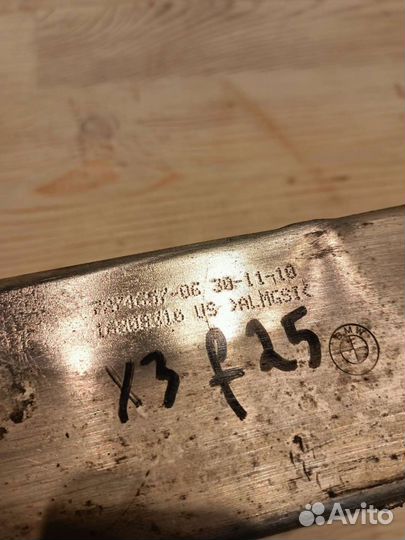 -06 30-11-10
US >ALMGSI<
X3 f25
BMW
Avito